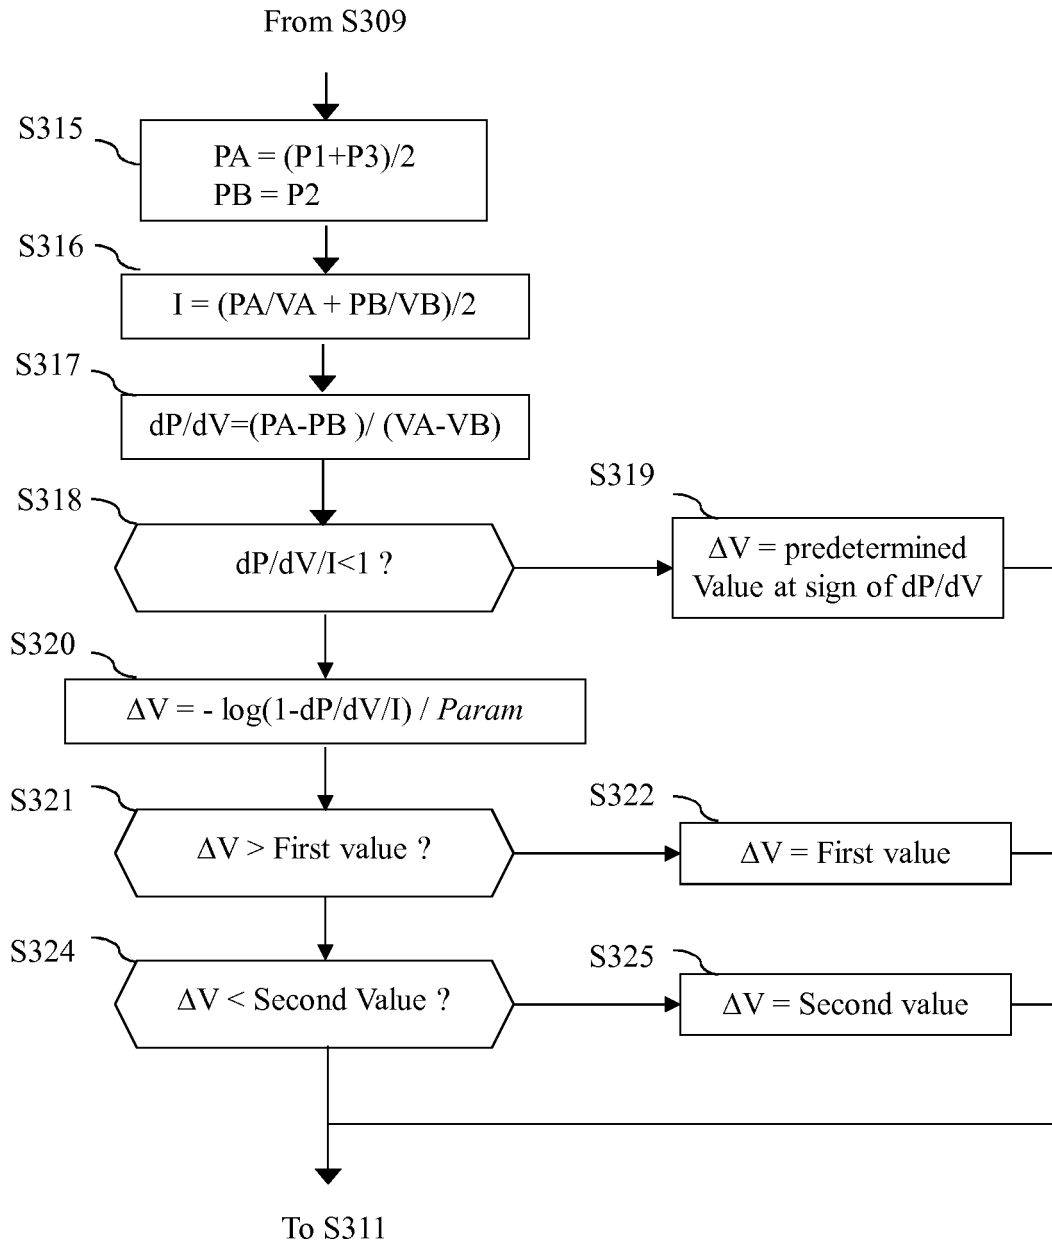 From S309
S315
PA = (P1+P3)/2
PB = P2
S316
I = (PA/VA + PB/VB)/2
S317
dP/dV=(PA-PB )/ (VA-VB)
S318
dP/dV/I<1 ?
S319
ΔV = predetermined
Value at sign of dP/dV
S320
ΔV = - log(1-dP/dV/I) / Param
S321
ΔV > First value ?
S322
ΔV = First value
S324
ΔV < Second Value ?
S325
ΔV = Second value
To S311